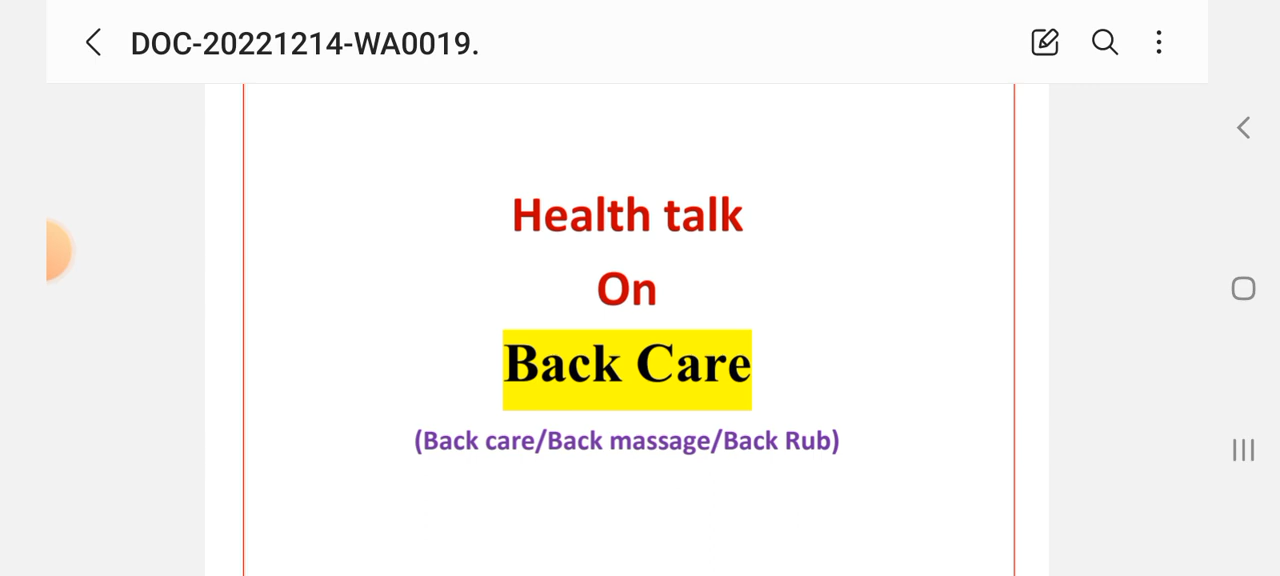 DOC-20221214-WA0019.
Health talk
On
Back Care
(Back care/Back massage/Back Rub)